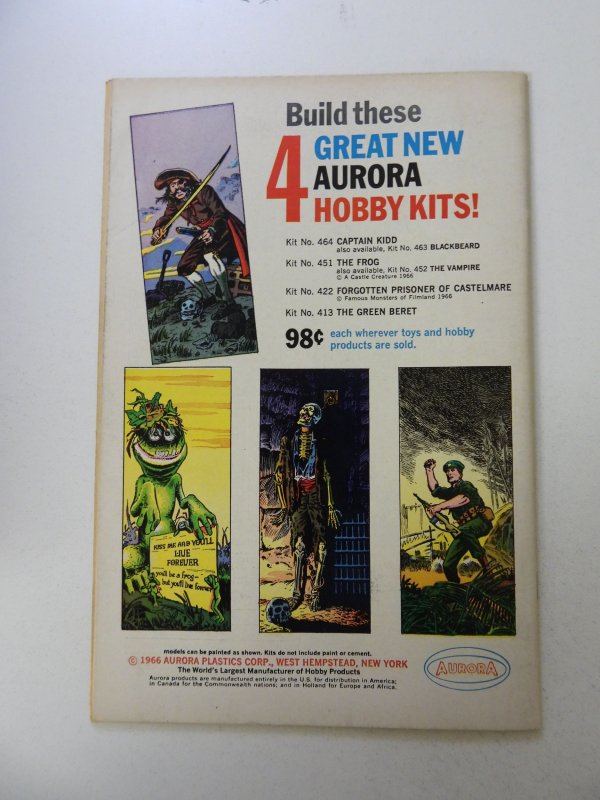 Build these
4 GREAT NEW
AURORA
HOBBY KITS!
Kit No. 464 CAPTAIN KIDD
also available, Kit No. 463 BLACKBEARD
Kit No. 451 THE FROG
also available, Kit No. 452 THE VAMPIRE
© A Castle Creature 1966
Kit No. 422 FORGOTTEN PRISONER OF CASTELMARE
© Famous Monsters of Filmland 1966
Kit No. 413 THE GREEN BERET
98¢ each wherever toys and hobby
products are sold.
KISS ME AND YOU'LL
LIVE
FOREVER
you'll be a frog-
but you'll live forever
models can be painted as shown. Kits do not include paint or cement.
© 1966 AURORA PLASTICS CORP., WEST HEMPSTEAD, NEW YORK
The World's Largest Manufacturer of Hobby Products
Aurora products are manufactured entirely in the U.S. for distribution in America;
in Canada for the Commonwealth nations; and in Holland for Europe and Africa.
AURORA